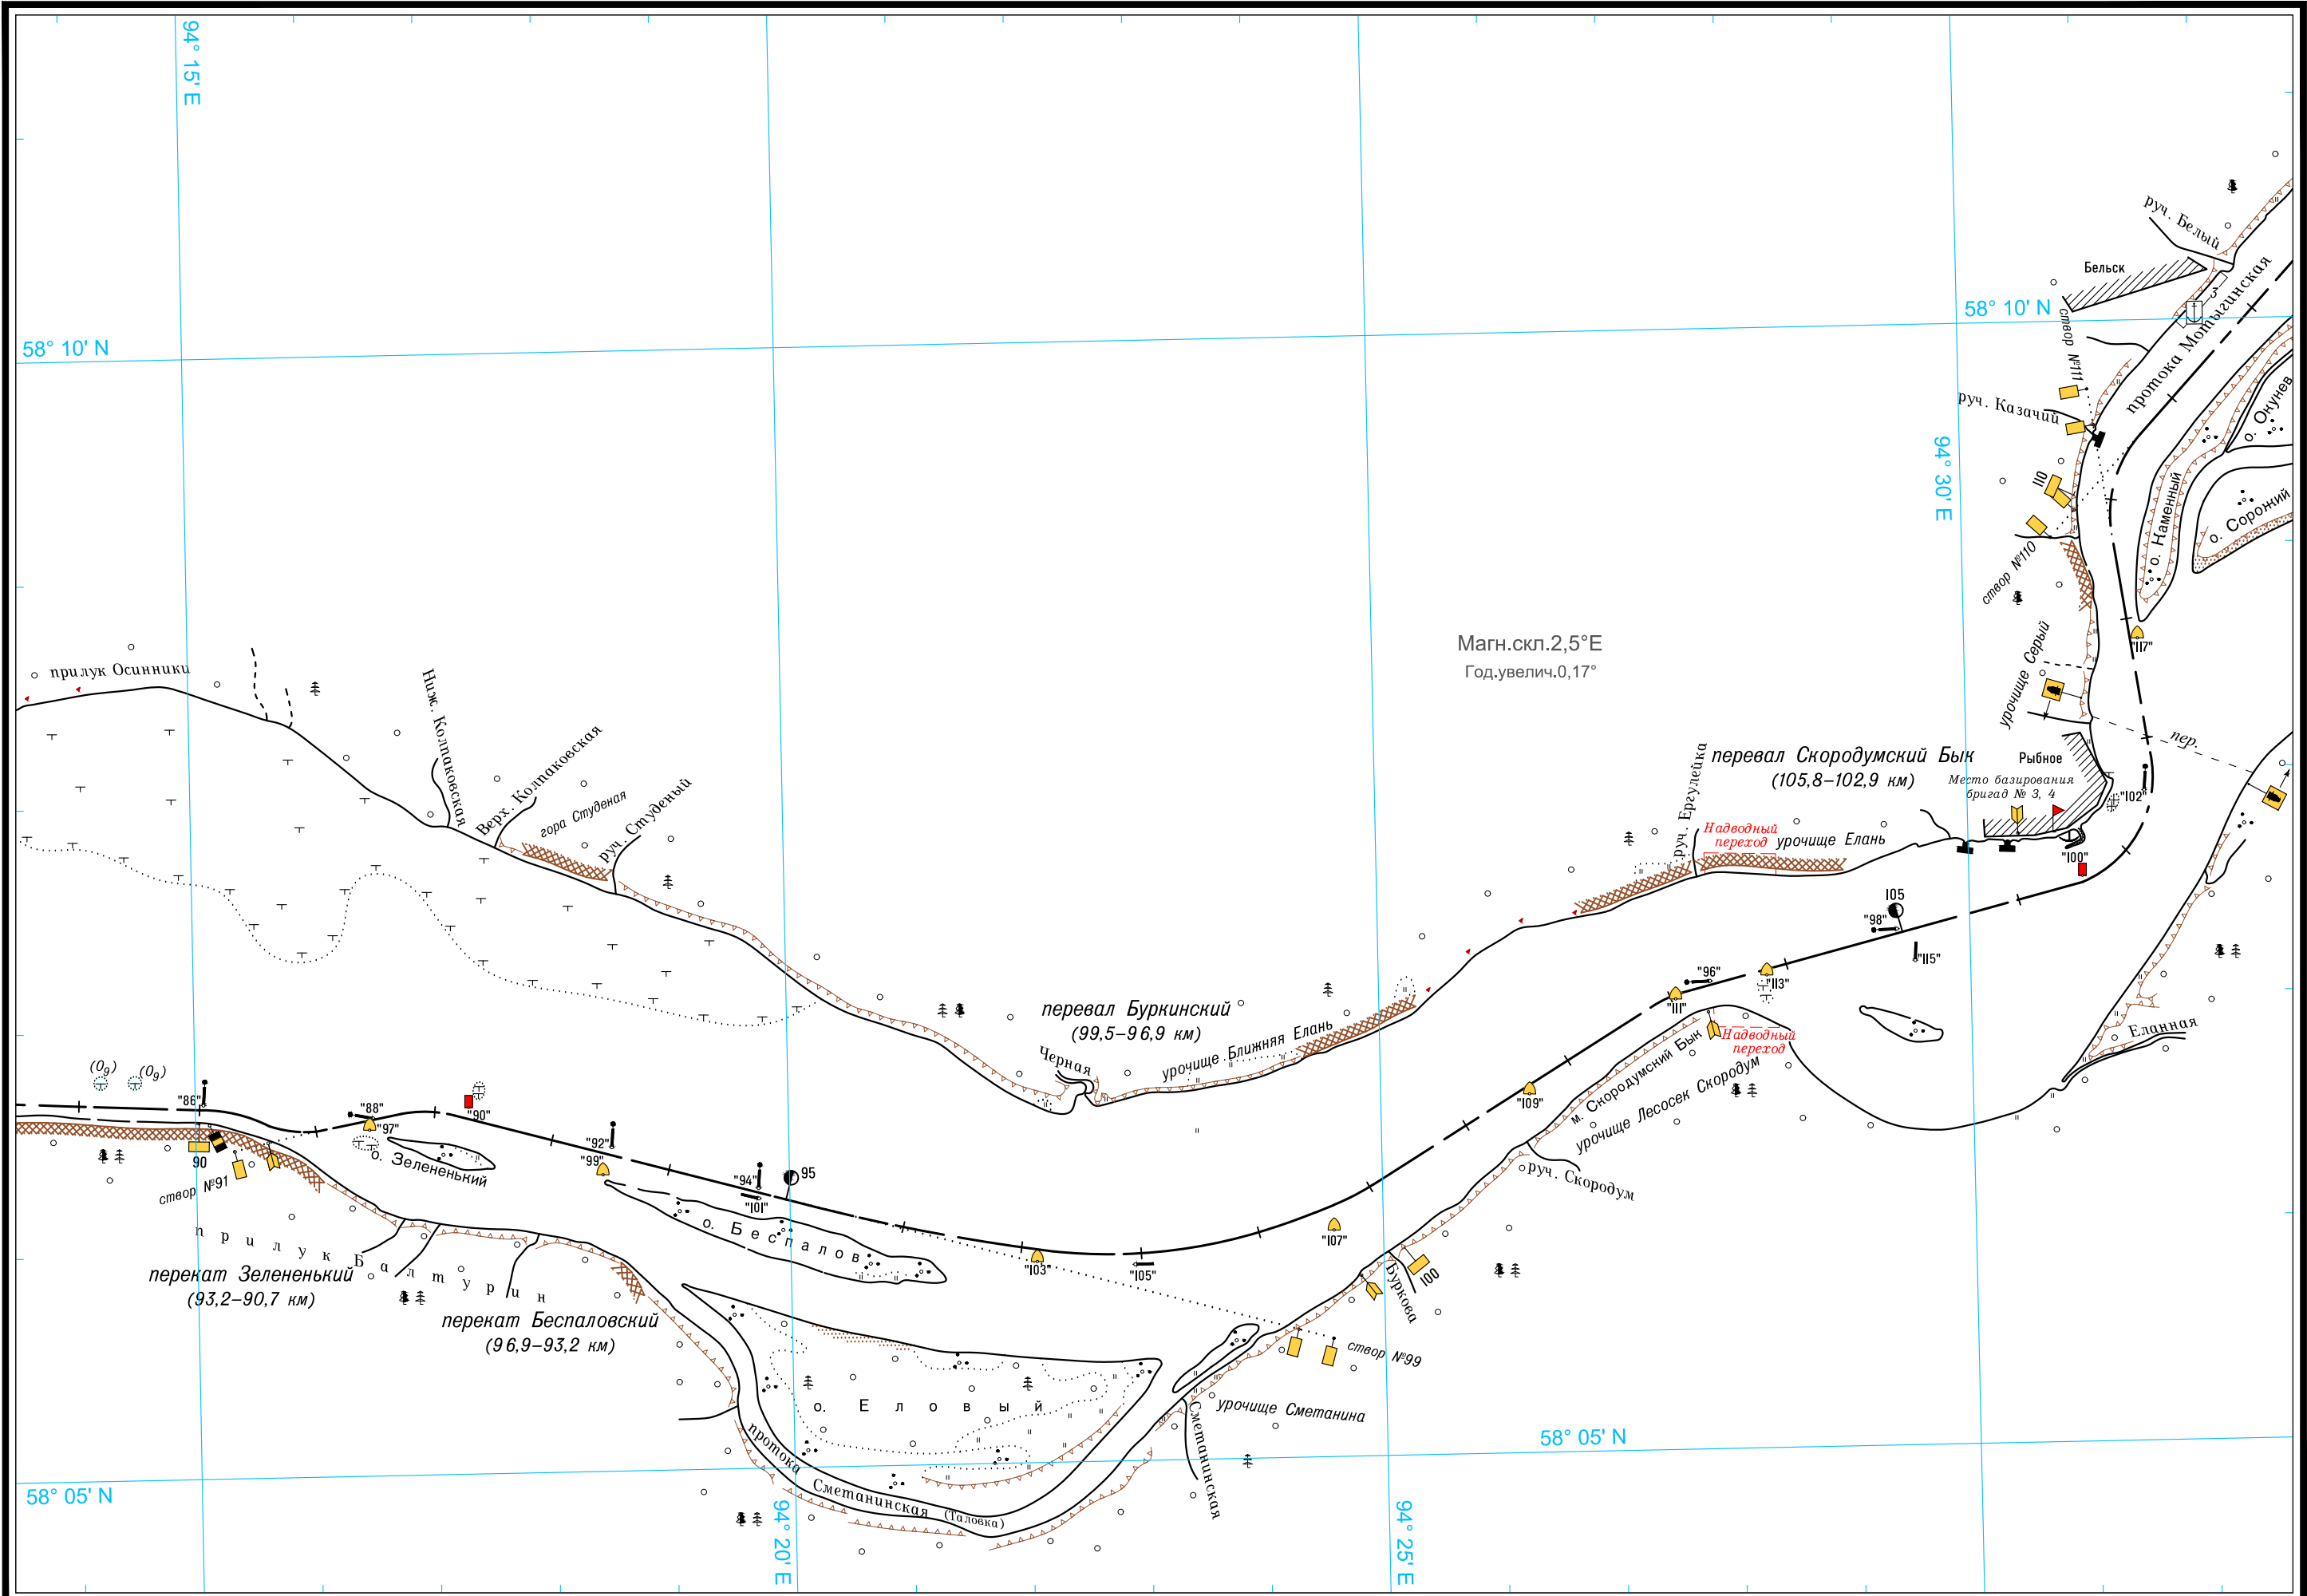 94° 15' E
руч. Белый
Бельск
3
протока Мотыгинская
58° 10' N
58° 10' N
створ №111
руч. Казачий
о. Окунев
94° 30' E
110
о. Каменный
о. Сорожий
створ №110
Магн.скл.2,5°E
Год.увелич.0,17°
"117"
урочище Серый
прилук Осинники
Ниж. Колпаковская
Верх. Колпаковская
гора Студеная
руч. Студеный
пер.
перевал Скородумский Бык
(105,8–102,9 км)
Рыбное
Место базирования
бригад № 3, 4
"102"
руч. Ергулейка
Надводный
переход
урочище Елань
"100"
105
"98"
"115"
"96"
"113"
"111"
перевал Буркинский
(99,5–96,9 км)
Черная
урочище Ближняя Елань
Надводный
переход
Еланная
м. Скородумский Бык
урочище Лесосек Скородум
(0₉)
(0₉)
"86"
"88"
"97"
"90"
"92"
"99"
"94"
95
"101"
"109"
90
створ №91
о. Зелененький
руч. Скородум
прилук Балтурин
о. Беспалов
"103"
"105"
"107"
100
Буркова
перекат Зелененький
(93,2–90,7 км)
перекат Беспаловский
(96,9–93,2 км)
створ №99
о. Еловый
урочище Сметанина
Сметанинская
протока Сметанинская (Таловка)
58° 05' N
58° 05' N
94° 20' E
94° 25' E